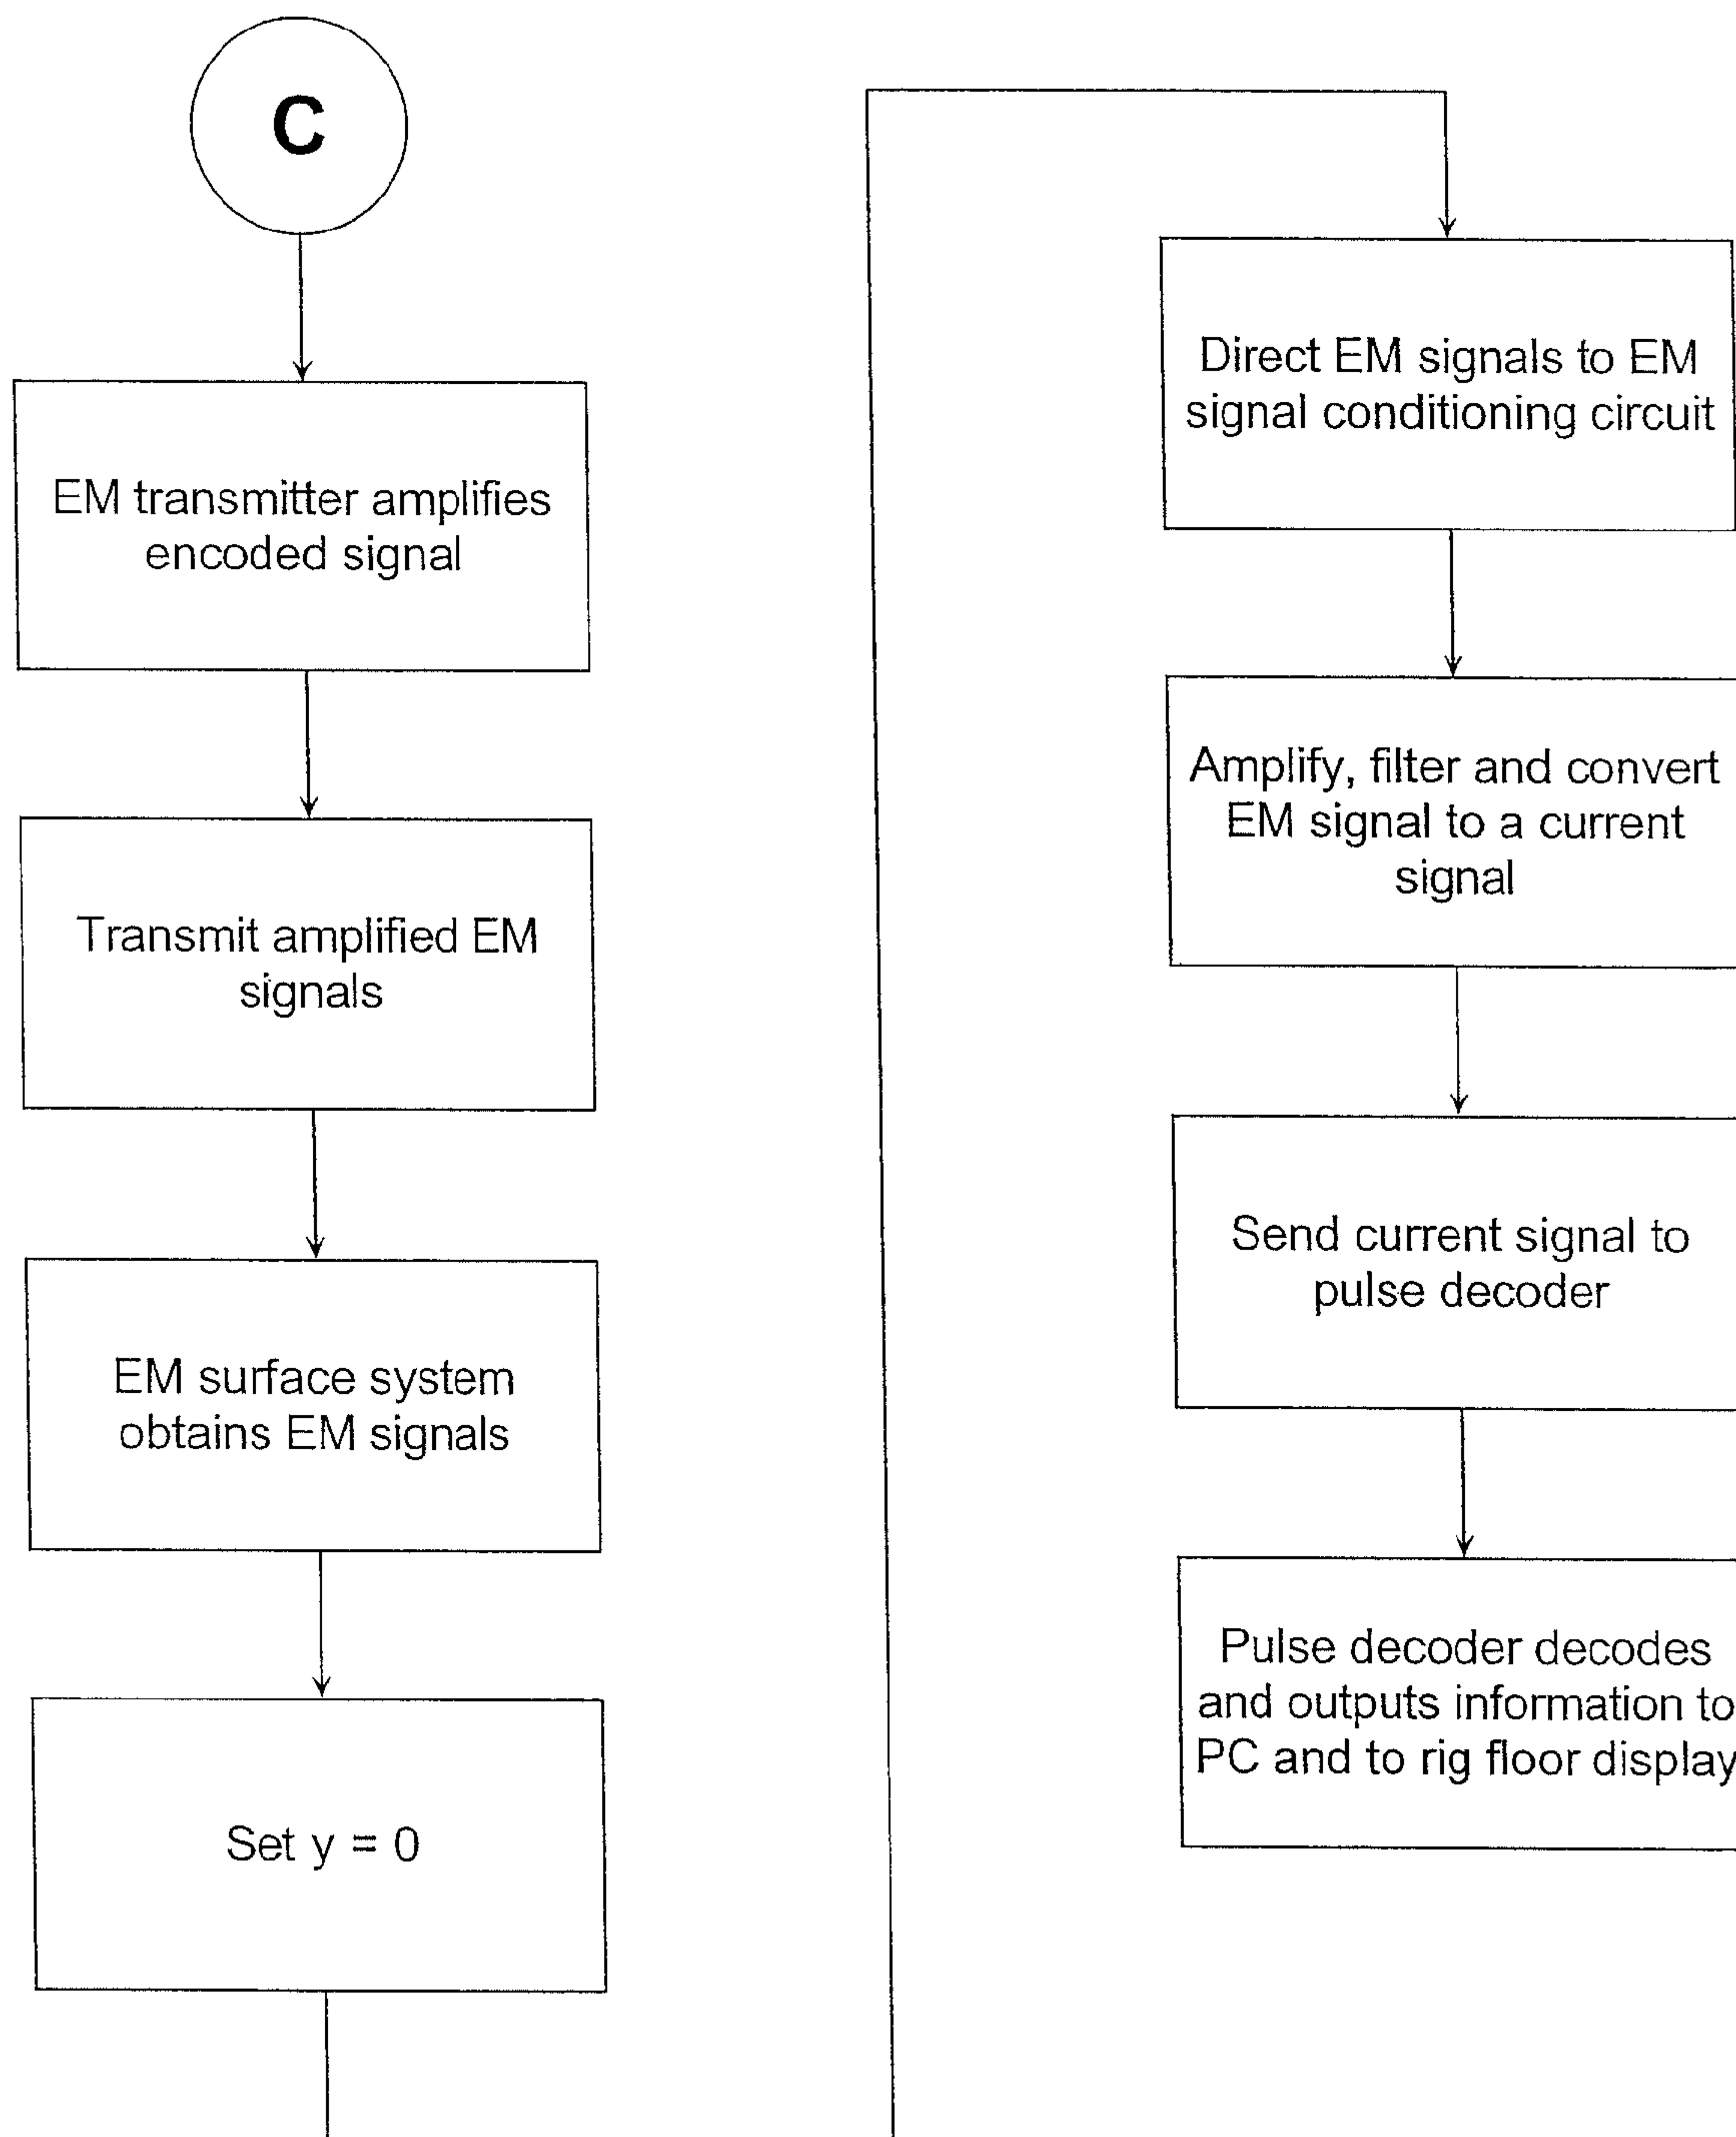 C
EM transmitter amplifies
encoded signal
Transmit amplified EM
signals
EM surface system
obtains EM signals
Set y = 0
Direct EM signals to EM
signal conditioning circuit
Amplify, filter and convert
EM signal to a current
signal
Send current signal to
pulse decoder
Pulse decoder decodes
and outputs information to
PC and to rig floor display